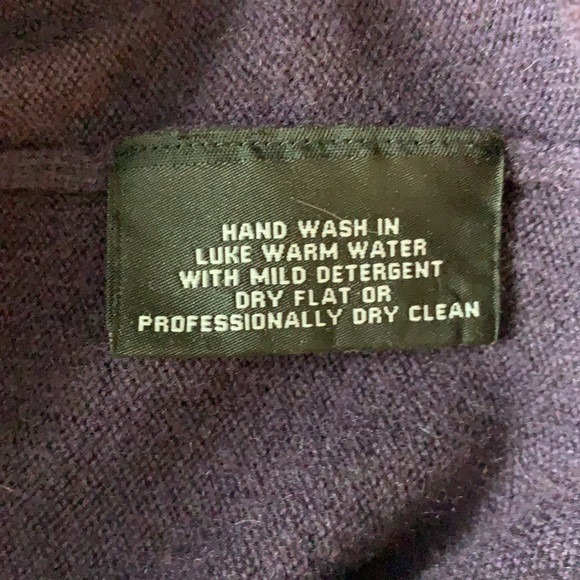 HAND WASH IN
LUKE WARM WATER
WITH MILD DETERGENT
DRY FLAT OR
PROFESSIONALLY DRY CLEAN